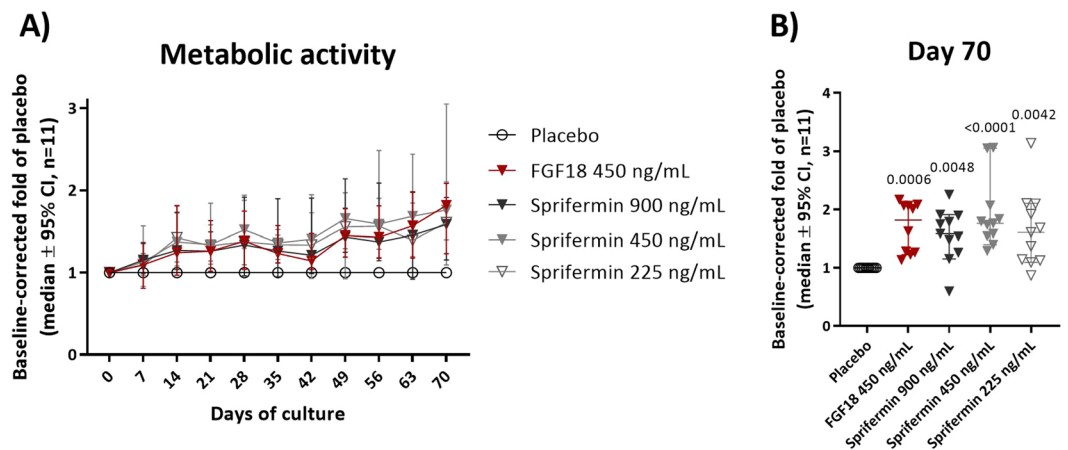 A)
Metabolic activity
Baseline-corrected fold of placebo
(median ± 95% CI, n=11)
3
2
1
0
0 7 14 21 28 35 42 49 56 63 70
Days of culture
Placebo
FGF18 450 ng/mL
Sprifermin 900 ng/mL
Sprifermin 450 ng/mL
Sprifermin 225 ng/mL
B)
Day 70
Baseline-corrected fold of placebo
(median ± 95% CI, n=11)
4
3
2
1
0
0.0006
0.0048
<0.0001
0.0042
Placebo
FGF18 450 ng/mL
Sprifermin 900 ng/mL
Sprifermin 450 ng/mL
Sprifermin 225 ng/mL